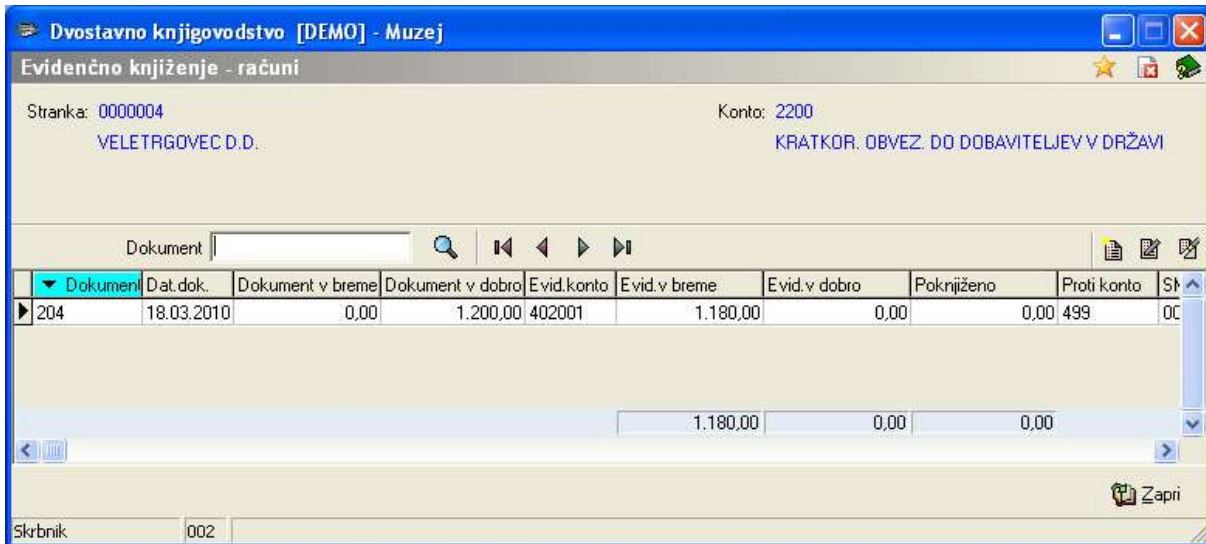 Dvostavno knjigovodstvo [DEMO] - Muzej
Evidenčno knjiženje - računi
Stranka: 0000004 Konto: 2200
VELETRGOVEC D.D. KRATKOR. OBVEZ. DO DOBAVITELJEV V DRŽAVI
Dokument
Dokument Dat.dok. Dokument v breme Dokument v dobro Evid.konto Evid.v breme Evid.v dobro Poknjiženo Proti konto
204 18.03.2010 0,00 1.200,00 402001 1.180,00 0,00 0,00 499
1.180,00 0,00 0,00
Zapri
Skrbnik 002